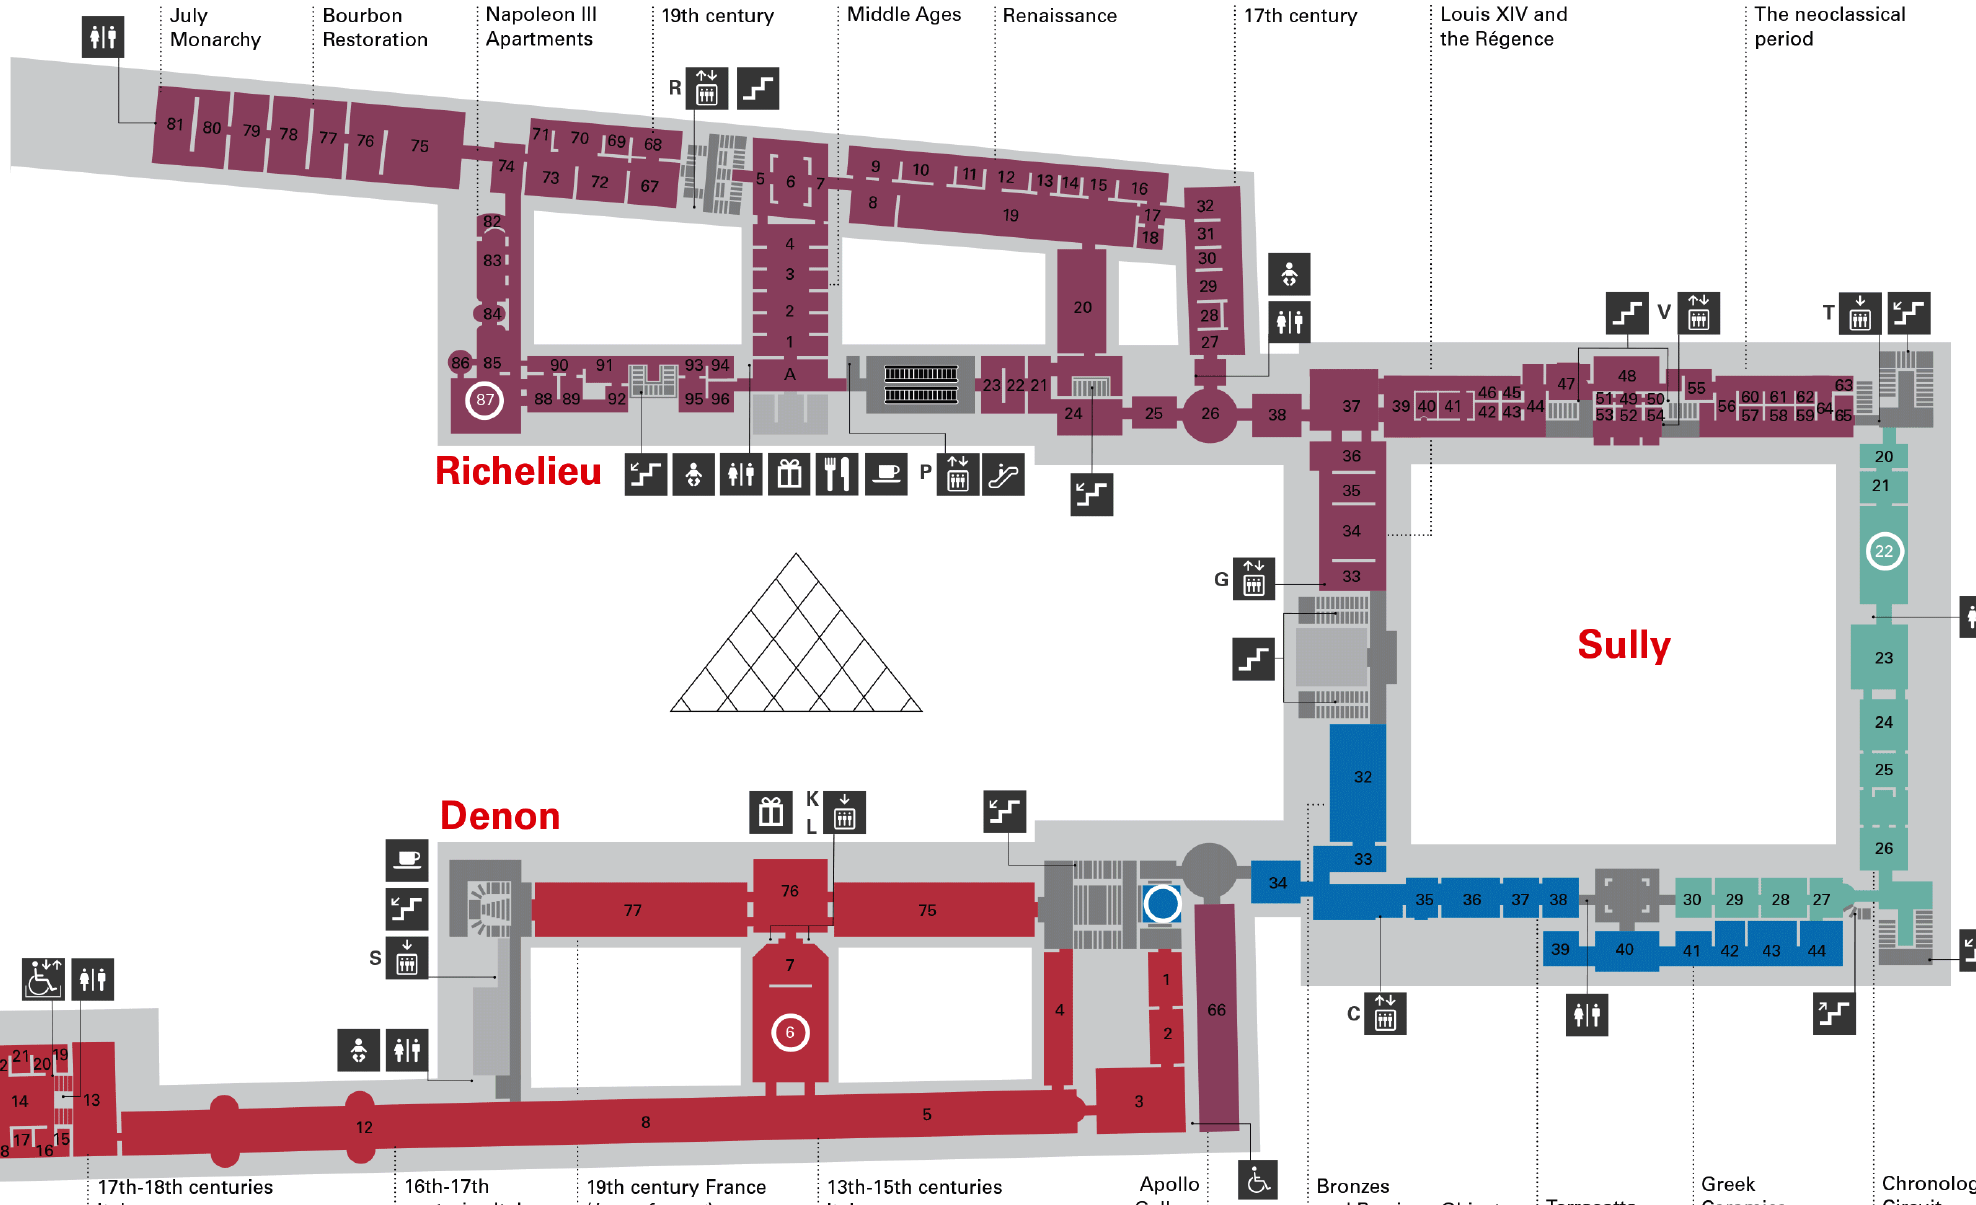 July
Monarchy
Bourbon
Restoration
Napoleon III
Apartments
19th century
Middle Ages
Renaissance
17th century
Louis XIV and
the Régence
The neoclassical
period
R
81 80 79 78 77 76 75
74
71 70 69 68
73 72 67
5 6 7
9 10 11 12 13 14 15 16
8 19 17
18
32
31
30
29
28
27
82
83
84
86 85
87
4
3
2
1
A
20
90 91 93 94
88 89 92 95 96
23 22 21
24 25 26 38 37
39 40 41 46 45
42 43 44
47 48 55
51 49 50
53 52 54
56 60 61 62 63
57 58 59 64 65
V
T
Richelieu
P
36
35
34
33
G
20
21
22
23
24
25
26
Sully
32
33
34
35 36 37 38
30 29 28 27
39 40 41 42 43 44
C
Denon
K
L
S
77 76 75
7
6
4
1
2
3
66
21 20 19
14 13
17 16 15
12 8 5
17th-18th centuries
16th-17th
19th century France
13th-15th centuries
Apollo
Bronzes
Greek